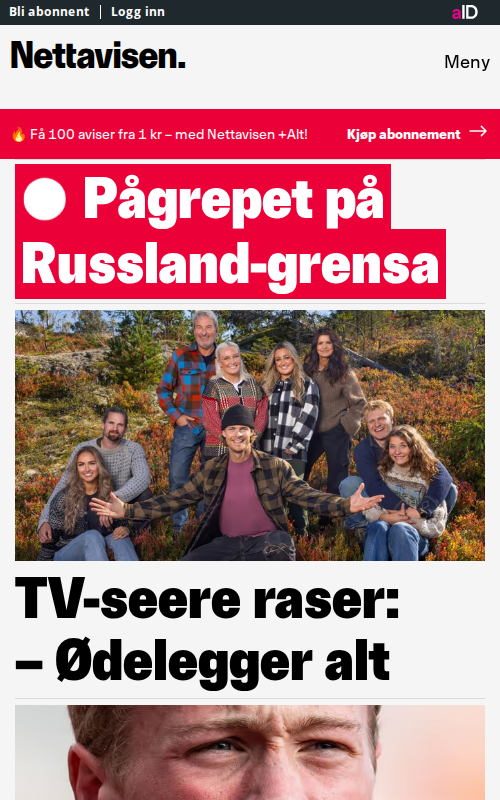 Bli abonnent
Logg inn
aID
Nettavisen.
Meny
🔥 Få 100 aviser fra 1 kr – med Nettavisen +Alt!
Kjøp abonnement →
Pågrepet på
Russland-grensa
TV-seere raser:
– Ødelegger alt